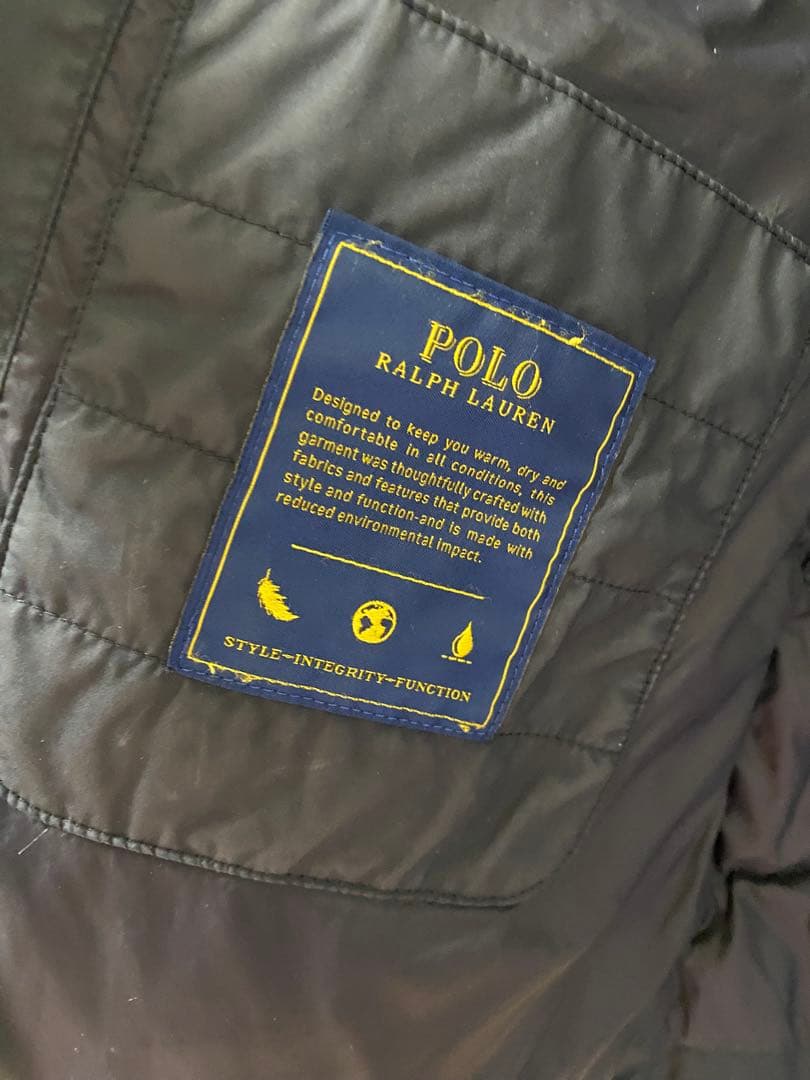 POLO
RALPH LAUREN
Designed to keep you warm, dry and
comfortable in all conditions, this
garment was thoughtfully crafted with
fabrics and features that provide both
style and function-and is made with
reduced environmental impact.
STYLE-INTEGRITY-FUNCTION